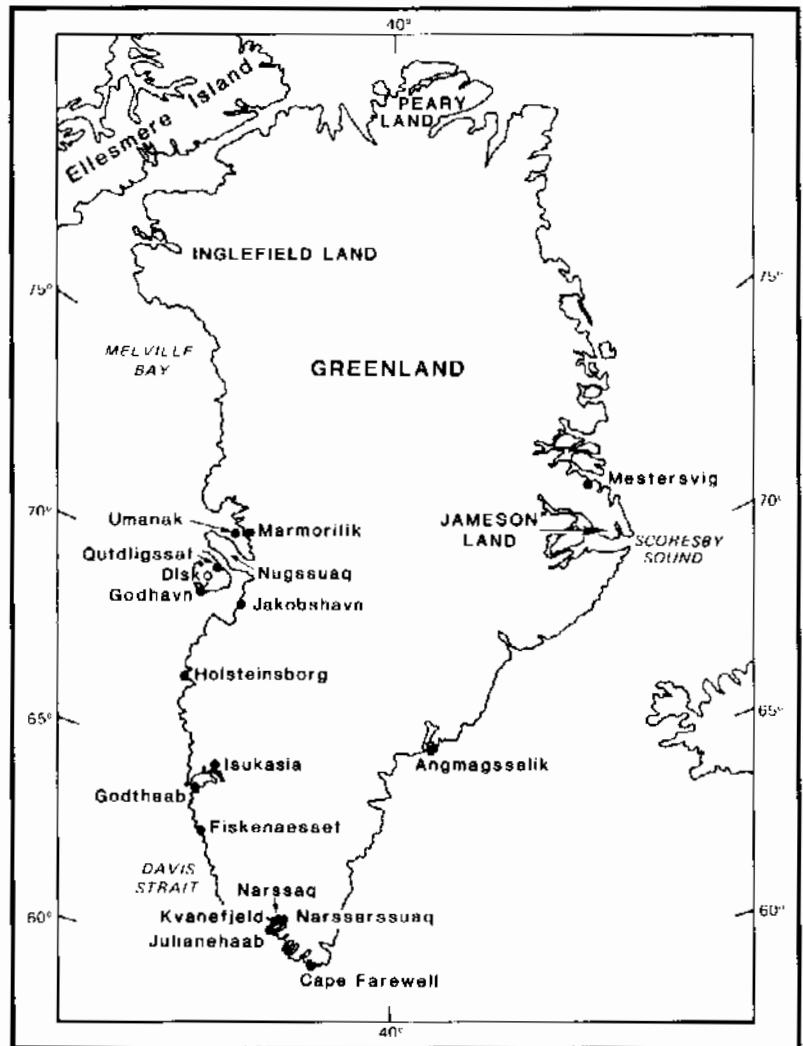 40°
Ellesmere Island
PEARY
LAND
INGLEFIELD LAND
75°
75°
MELVILLE
BAY
GREENLAND
Mestersvig
70°
70°
Umanak
Marmorilik
JAMESON
LAND
SCORESBY
SOUND
Qutdligssat
Disko
Nugssuaq
Godhavn
Jakobshavn
Holsteinsborg
65°
65°
Isukasia
Angmagssalik
Godthaab
Fiskenaesset
DAVIS
STRAIT
Narssaq
60°
Kvanefjeld
Narssarssuaq
60°
Julianehaab
Cape Farewell
40°